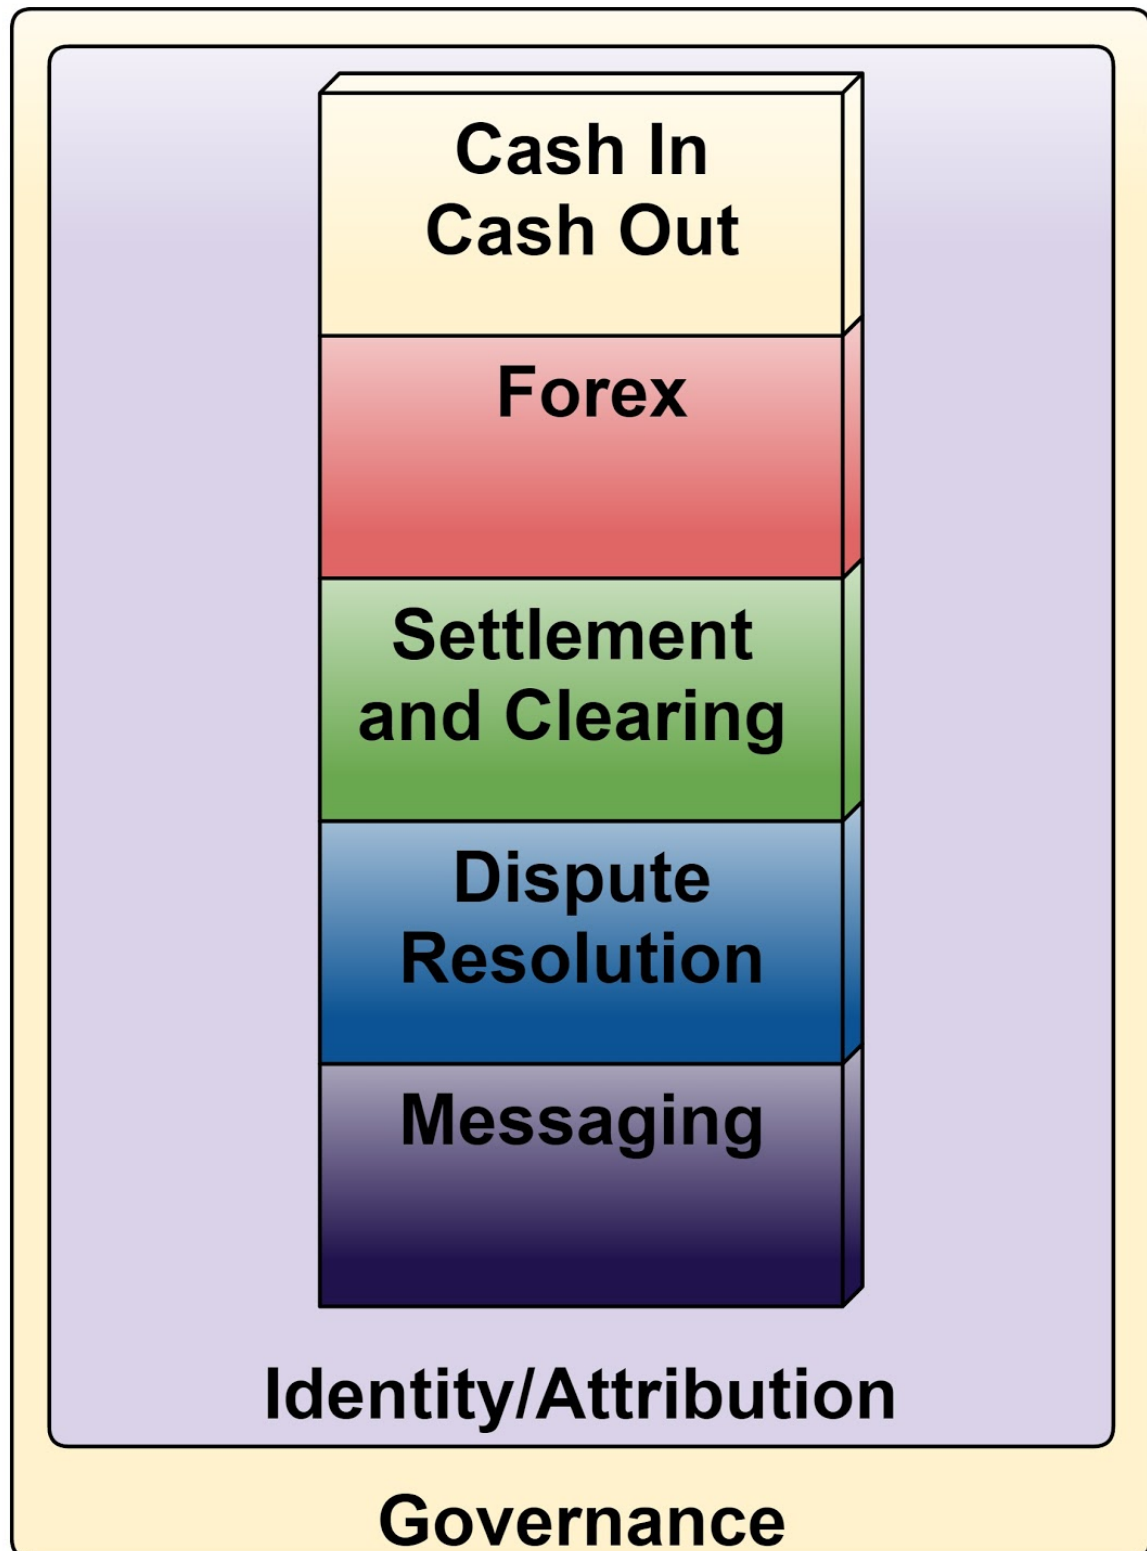 Cash In
Cash Out
Forex
Settlement
and Clearing
Dispute
Resolution
Messaging
Identity/Attribution
Governance